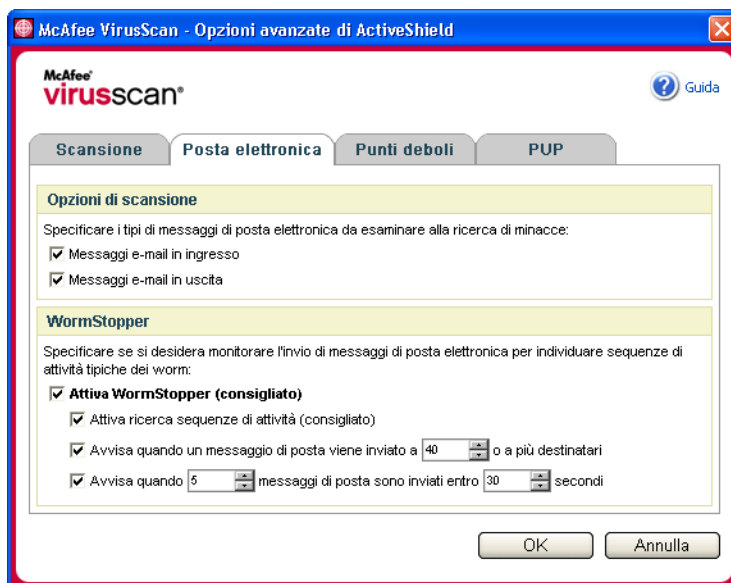 McAfee VirusScan - Opzioni avanzate di ActiveShield
McAfee®
virusscan®
? Guida
Scansione Posta elettronica Punti deboli PUP
Opzioni di scansione
Specificare i tipi di messaggi di posta elettronica da esaminare alla ricerca di minacce:
Messaggi e-mail in ingresso
Messaggi e-mail in uscita
WormStopper
Specificare se si desidera monitorare l'invio di messaggi di posta elettronica per individuare sequenze di
attività tipiche dei worm:
Attiva WormStopper (consigliato)
Attiva ricerca sequenze di attività (consigliato)
Avvisa quando un messaggio di posta viene inviato a 40 o a più destinatari
Avvisa quando 5 messaggi di posta sono inviati entro 30 secondi
OK Annulla